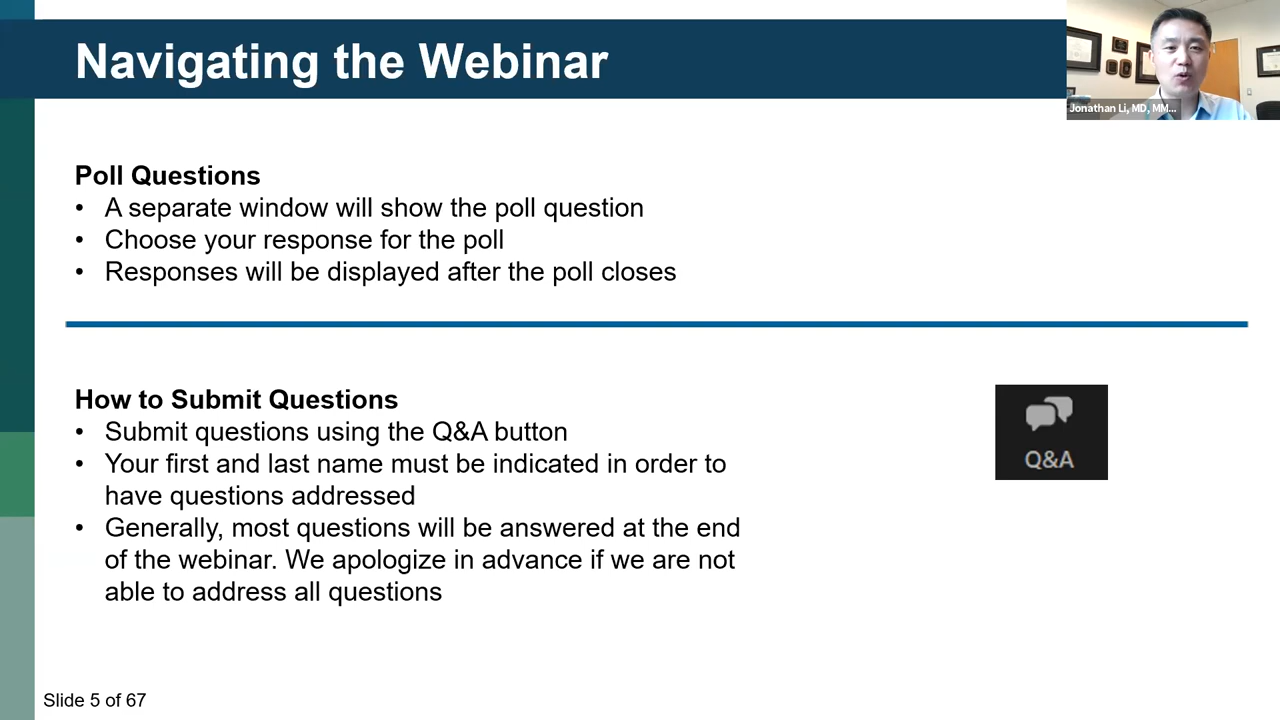 Navigating the Webinar
Jonathan Li, MD, MM...
Poll Questions
• A separate window will show the poll question
• Choose your response for the poll
• Responses will be displayed after the poll closes
How to Submit Questions
• Submit questions using the Q&A button
• Your first and last name must be indicated in order to
have questions addressed
• Generally, most questions will be answered at the end
of the webinar. We apologize in advance if we are not
able to address all questions
Q&A
Slide 5 of 67